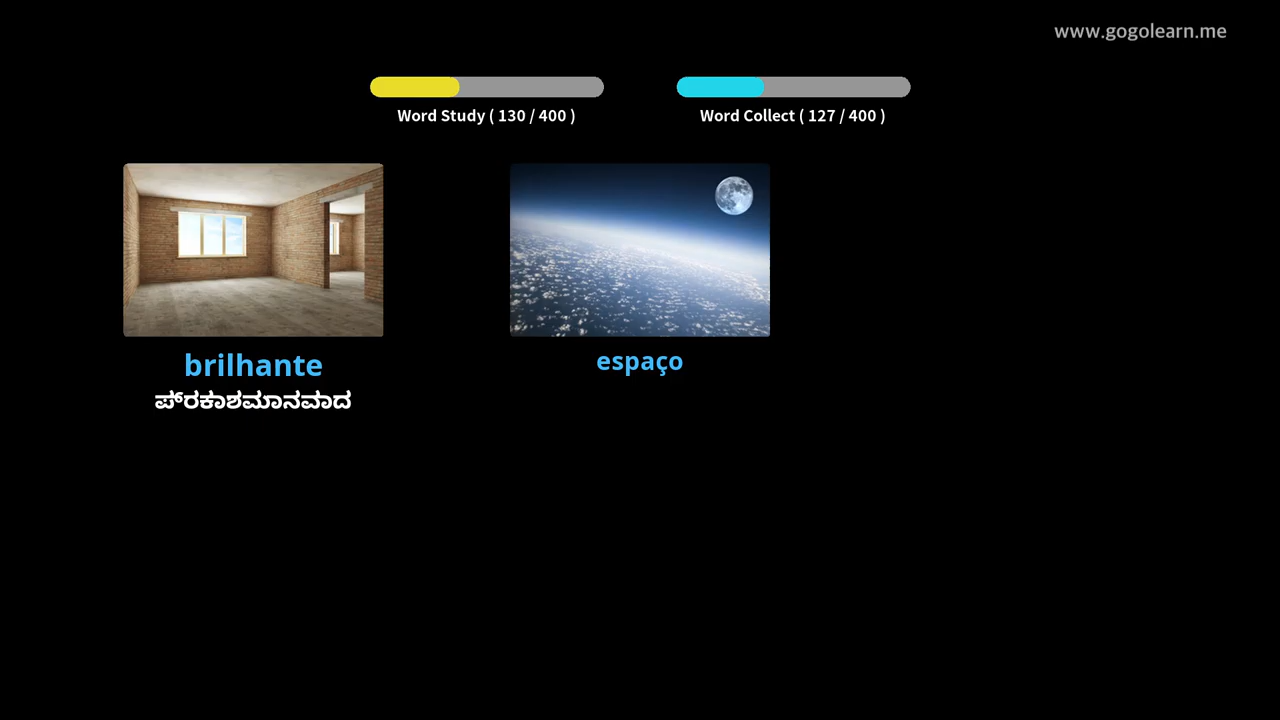 www.gogolearn.me
Word Study ( 130 / 400 )
Word Collect ( 127 / 400 )
brilhante
ಪ್ರಕಾಶಮಾನವಾದ
espaço